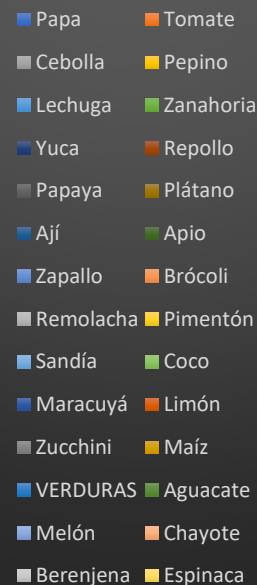 Papa Tomate
Cebolla Pepino
Lechuga Zanahoria
Yuca Repollo
Papaya Plátano
Ají Apio
Zapallo Brócoli
Remolacha Pimentón
Sandía Coco
Maracuyá Limón
Zucchini Maíz
VERDURAS Aguacate
Melón Chayote
Berenjena Espinaca